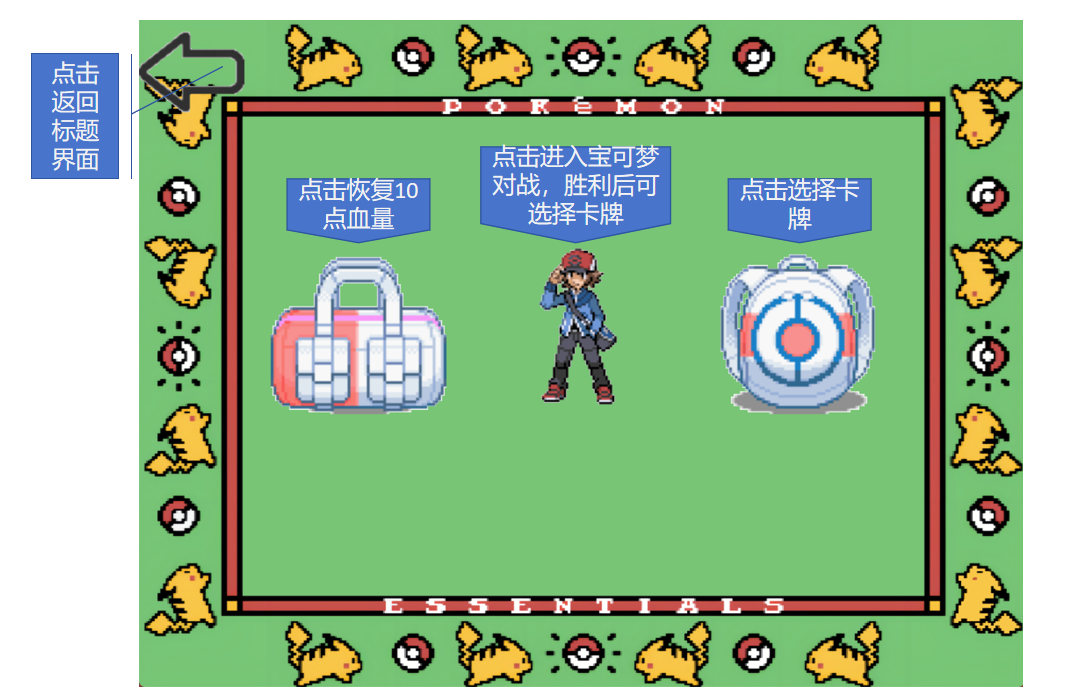 点击
返回
标题
界面
POKéMON
点击恢复10
点血量
点击进入宝可梦
对战，胜利后可
选择卡牌
点击选择卡
牌
ESSENTIALS